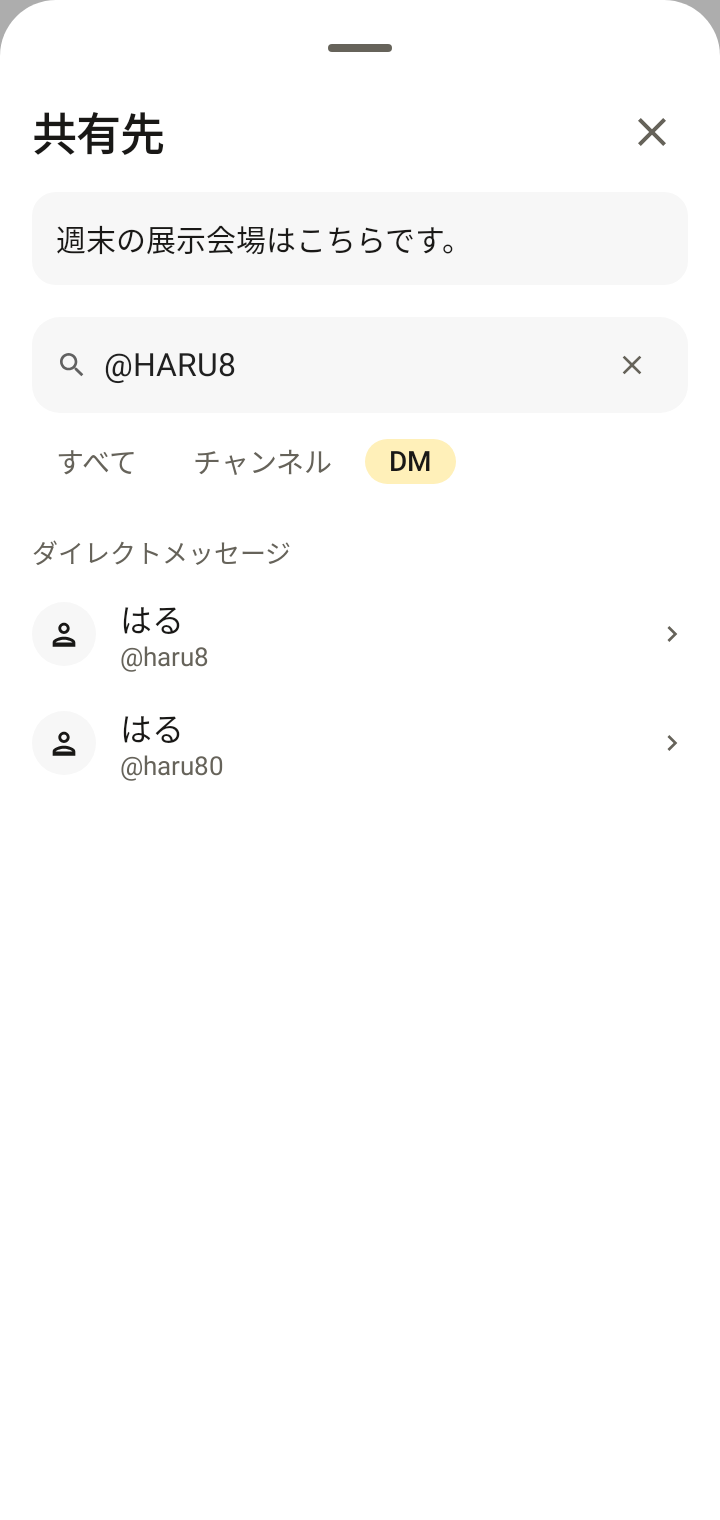 共有先
週末の展示会場はこちらです。
@HARU8
すべて チャンネル DM
ダイレクトメッセージ
はる
@haru8
はる
@haru80